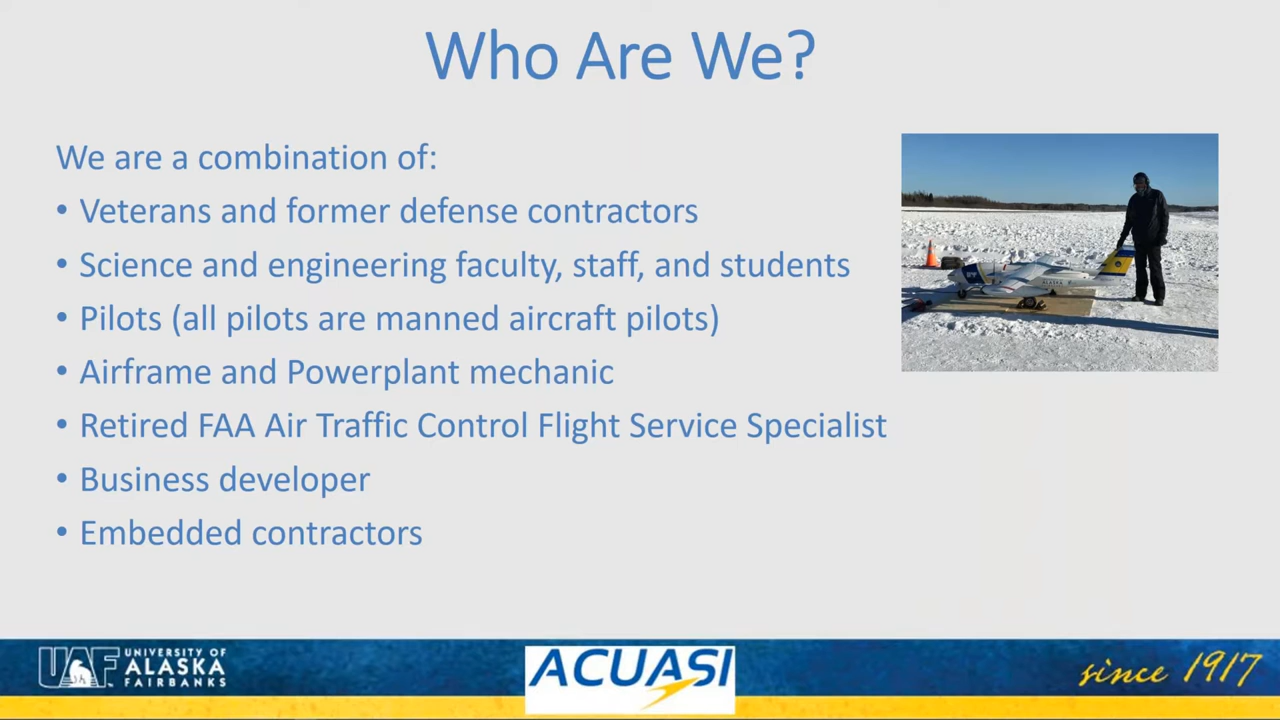 Who Are We?
We are a combination of:
• Veterans and former defense contractors
• Science and engineering faculty, staff, and students
• Pilots (all pilots are manned aircraft pilots)
• Airframe and Powerplant mechanic
• Retired FAA Air Traffic Control Flight Service Specialist
• Business developer
• Embedded contractors
UAF
UNIVERSITY OF
ALASKA
FAIRBANKS
ACUASI
since 1917